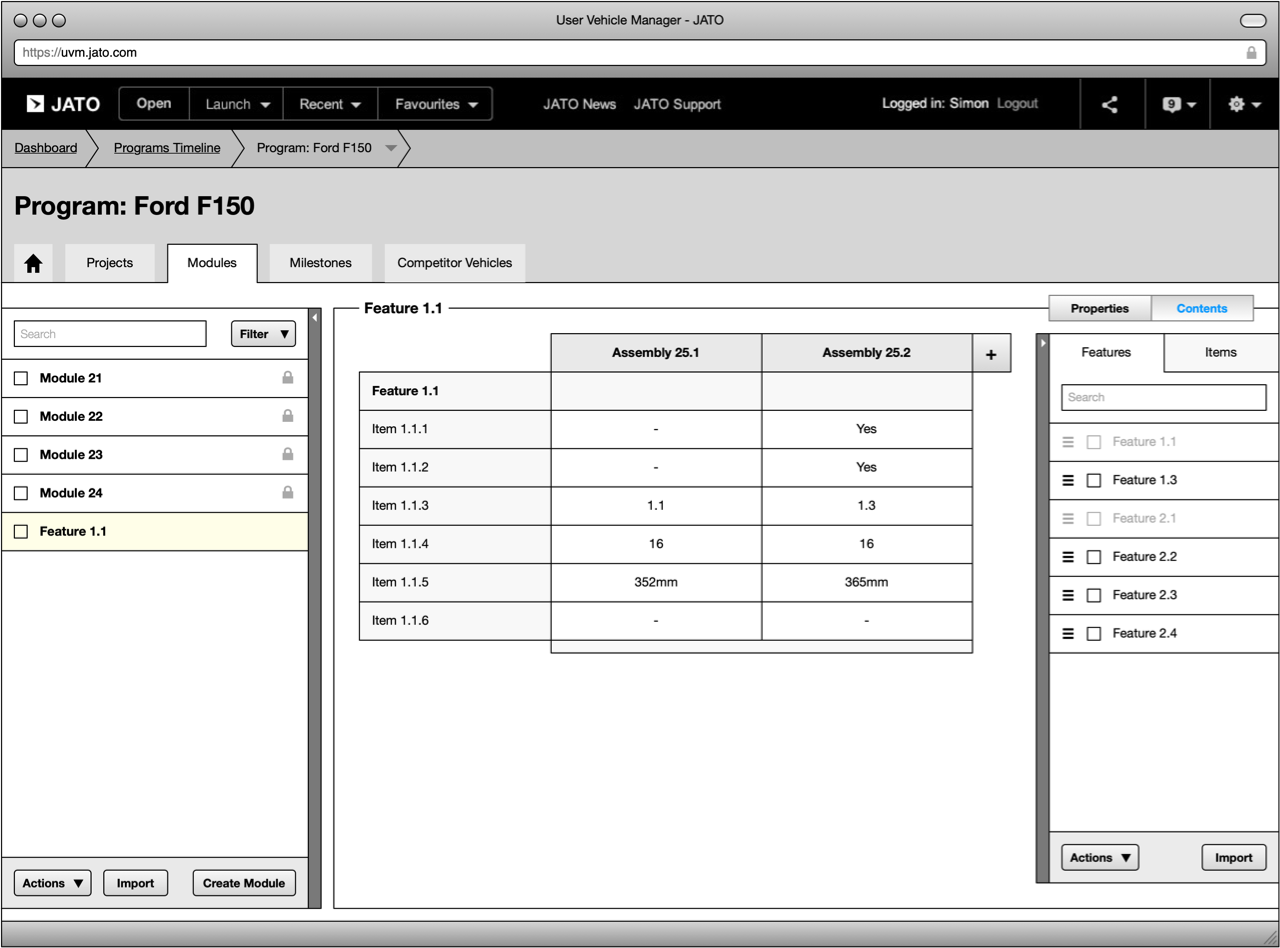 User Vehicle Manager - JATO
https://uvm.jato.com
JATO Open Launch Recent Favourites JATO News JATO Support Logged in: Simon Logout 9
Dashboard Programs Timeline Program: Ford F150
Program: Ford F150
Projects Modules Milestones Competitor Vehicles
Search Filter
Module 21
Module 22
Module 23
Module 24
Feature 1.1
Actions Import Create Module
Feature 1.1
Assembly 25.1 Assembly 25.2 +
Feature 1.1
Item 1.1.1 - Yes
Item 1.1.2 - Yes
Item 1.1.3 1.1 1.3
Item 1.1.4 16 16
Item 1.1.5 352mm 365mm
Item 1.1.6 - -
Properties Contents
Features Items
Search
Feature 1.1
Feature 1.3
Feature 2.1
Feature 2.2
Feature 2.3
Feature 2.4
Actions Import